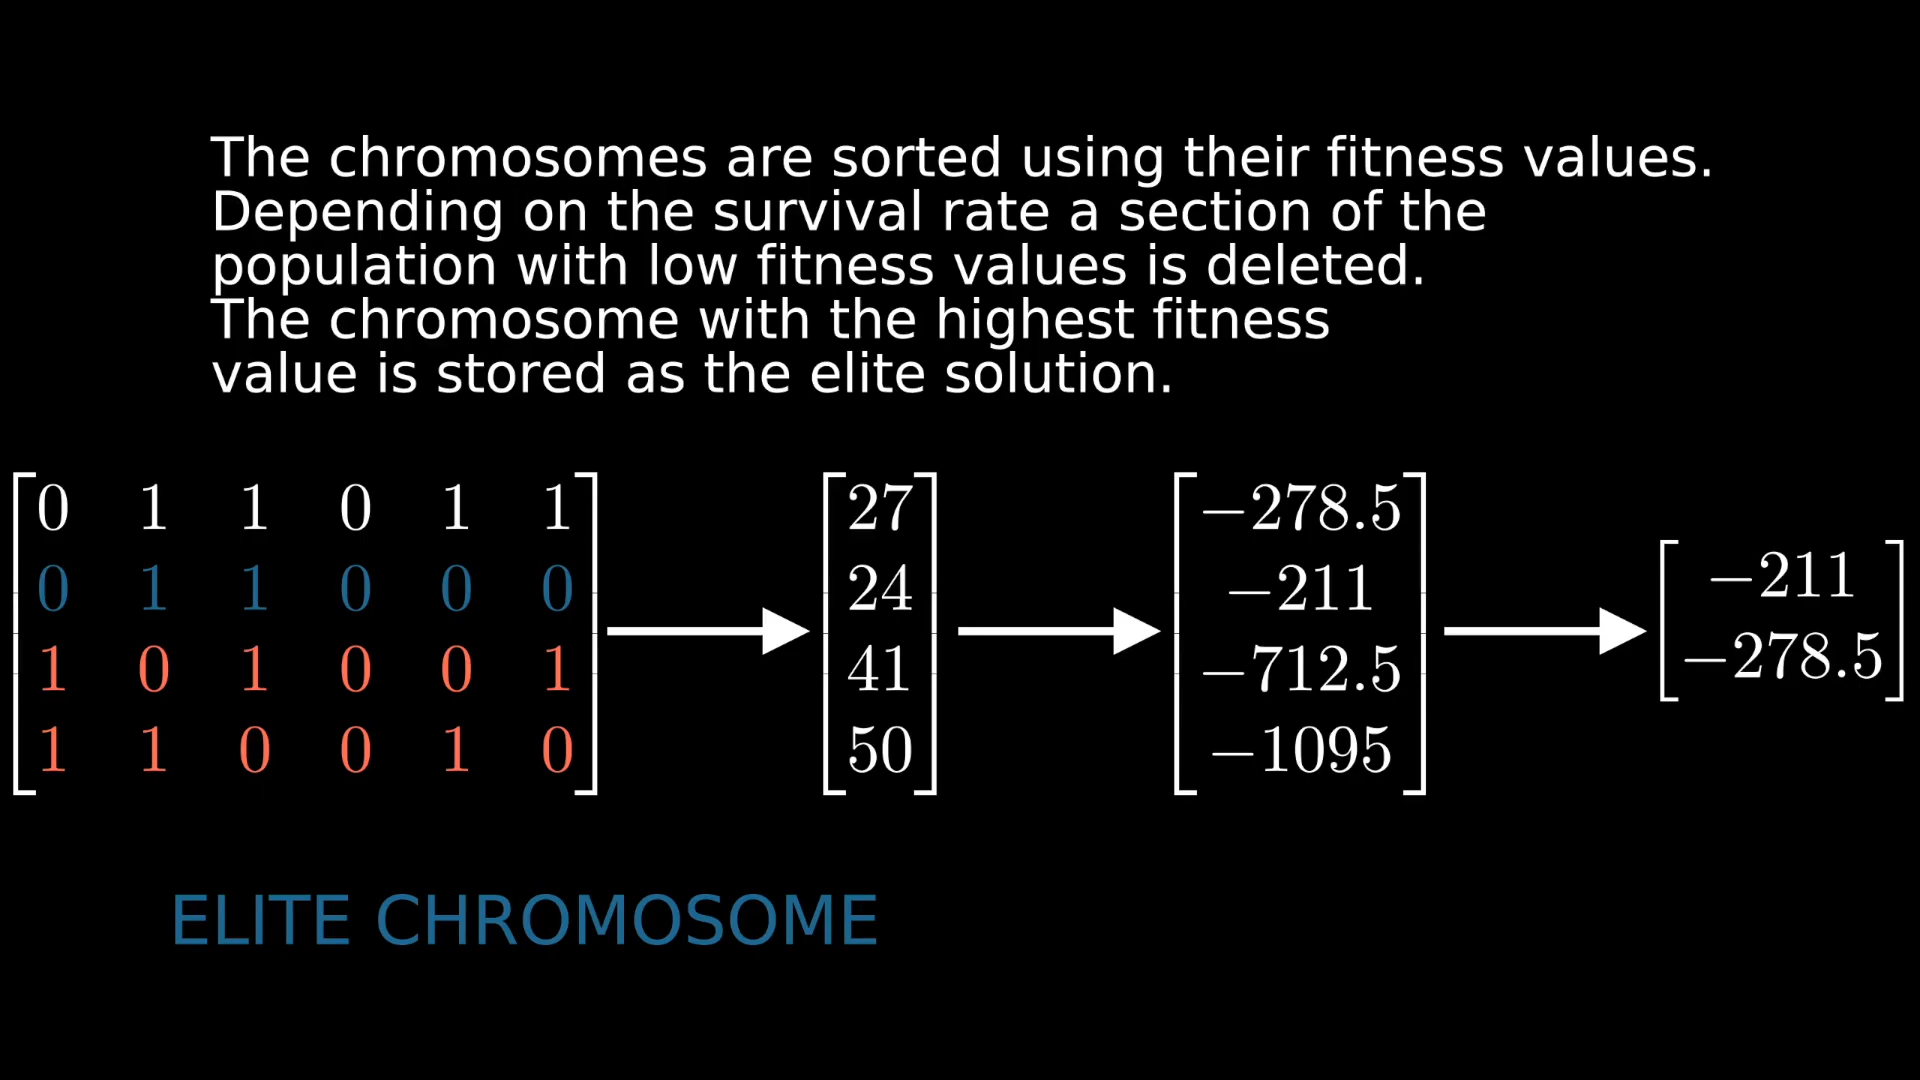 The chromosomes are sorted using their fitness values.
Depending on the survival rate a section of the
population with low fitness values is deleted.
The chromosome with the highest fitness
value is stored as the elite solution.
0 1 1 0 1 1
0 1 1 0 0 0
1 0 1 0 0 1
1 1 0 0 1 0
27
24
41
50
−278.5
−211
−712.5
−1095
−211
−278.5
ELITE CHROMOSOME